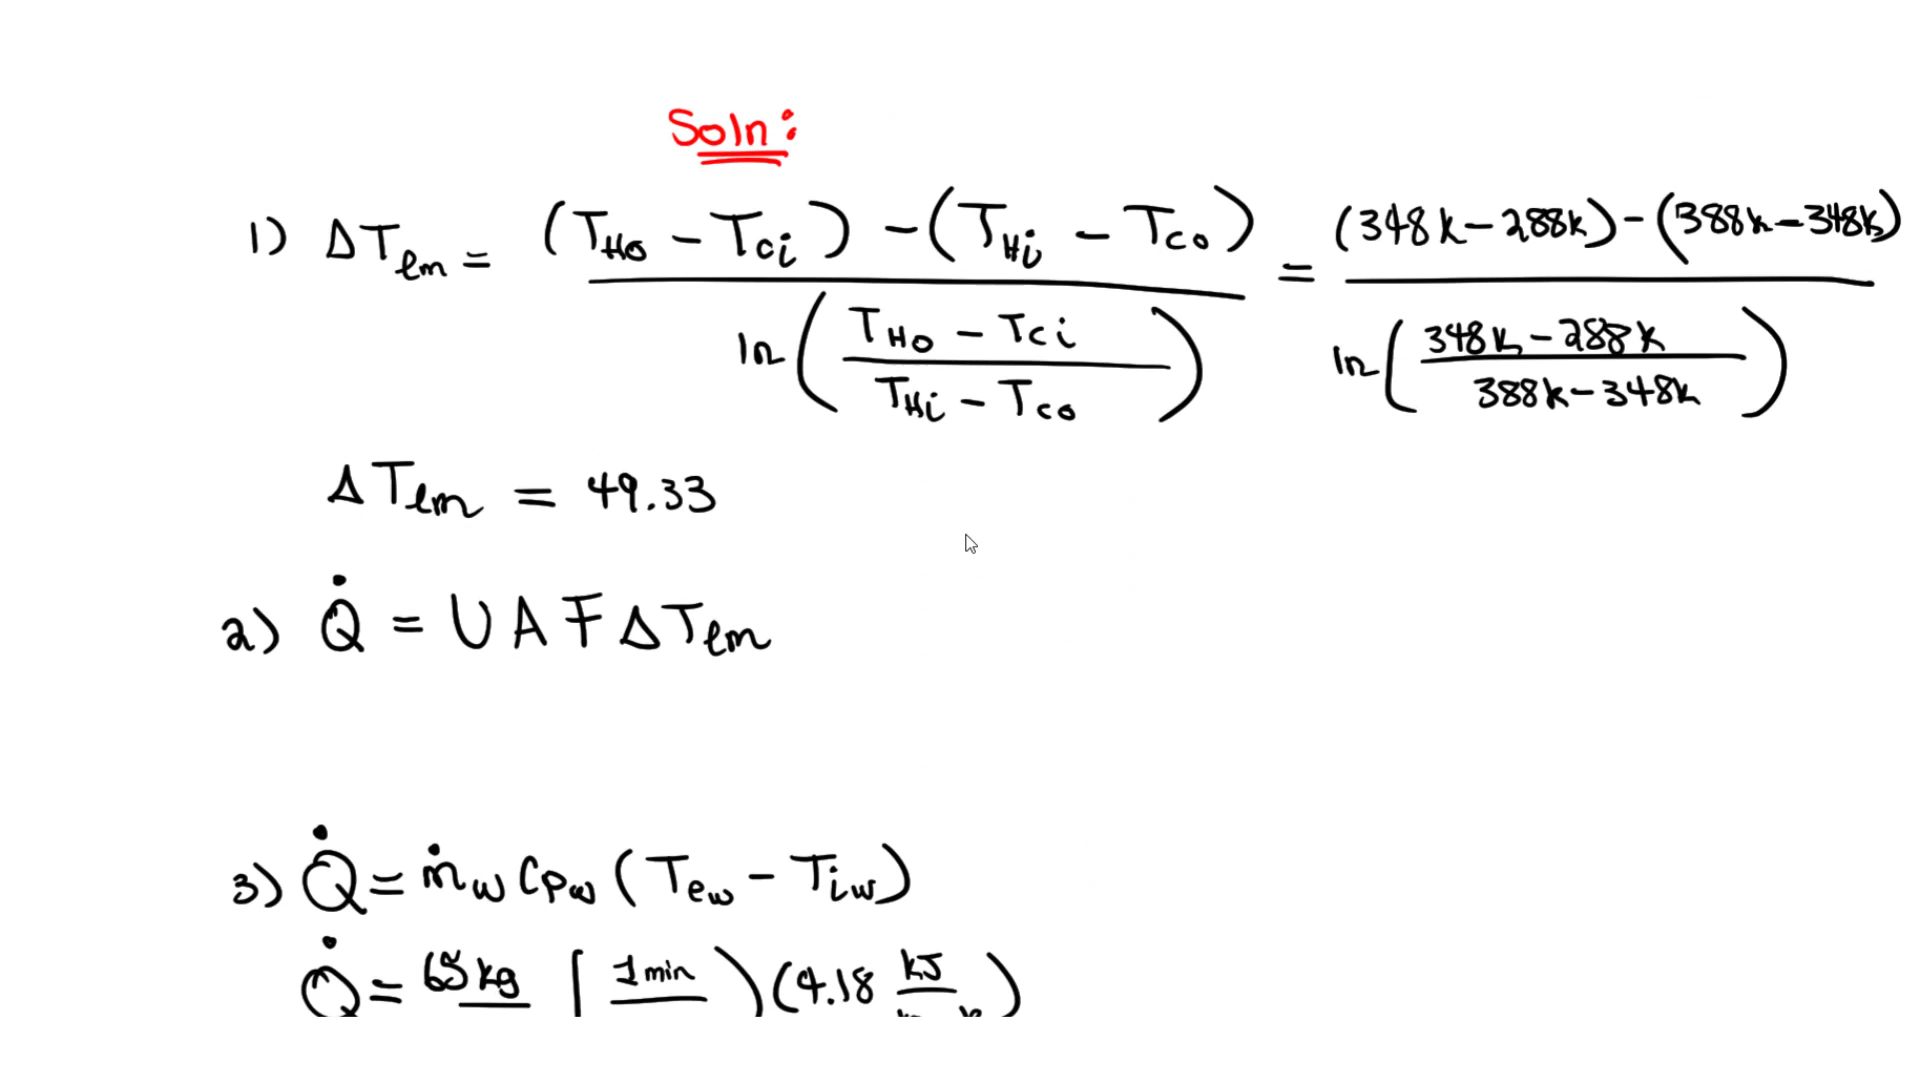 Soln:
1) ΔTlm = (THo - Tci) - (THi - Tco) / ln(THo - Tci / THi - Tco) = (348k - 288k) - (388k - 348k) / ln(348k - 288k / 388k - 348k)
ΔTlm = 49.33
2) Q̇ = U A F ΔTlm
3) Q̇ = ṁw Cpw (Tew - Tiw)
Q̇ = 65 kg ( 1 min ) (4.18 kJ )